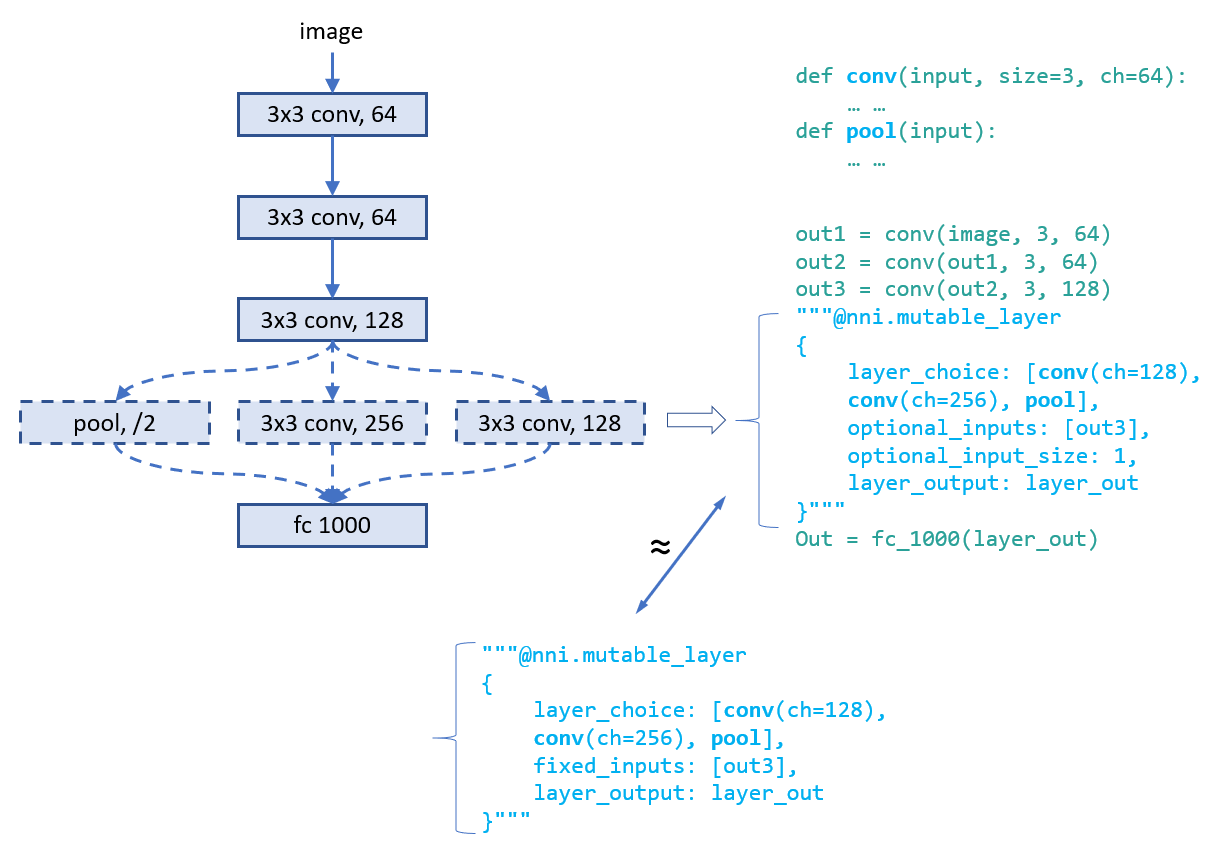 image
3x3 conv, 64
3x3 conv, 64
3x3 conv, 128
pool, /2
3x3 conv, 256
3x3 conv, 128
fc 1000
def conv(input, size=3, ch=64):
… …
def pool(input):
… …
out1 = conv(image, 3, 64)
out2 = conv(out1, 3, 64)
out3 = conv(out2, 3, 128)
"""@nni.mutable_layer
{
layer_choice: [conv(ch=128),
conv(ch=256), pool],
optional_inputs: [out3],
optional_input_size: 1,
layer_output: layer_out
}"""
Out = fc_1000(layer_out)
≈
"""@nni.mutable_layer
{
layer_choice: [conv(ch=128),
conv(ch=256), pool],
fixed_inputs: [out3],
layer_output: layer_out
}"""